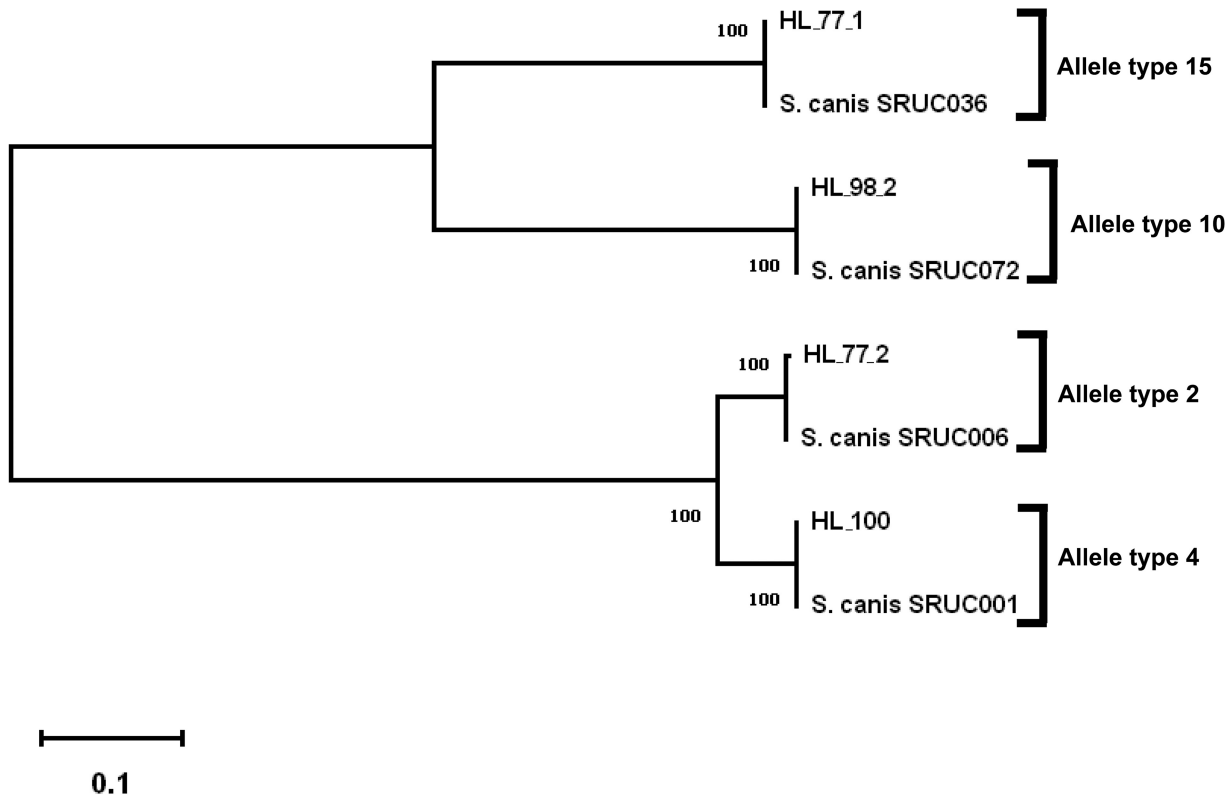 100
HL_77_1
S. canis SRUC036
Allele type 15
HL_98_2
100
S. canis SRUC072
Allele type 10
100
HL_77_2
S. canis SRUC006
Allele type 2
100
HL_100
100
S. canis SRUC001
Allele type 4
0.1